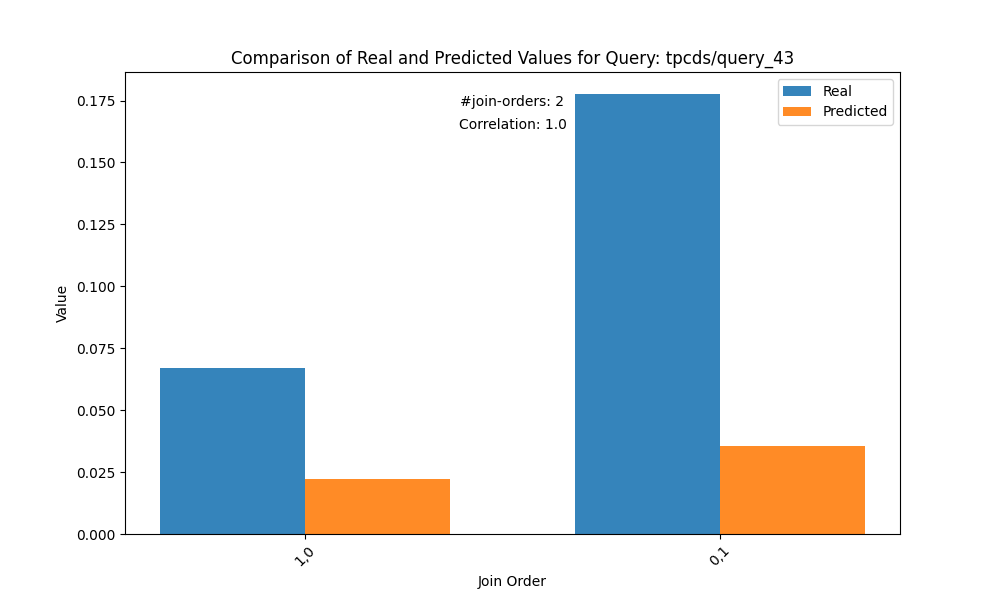 Comparison of Real and Predicted Values for Query: tpcds/query_43
#join-orders: 2
Correlation: 1.0
Real
Predicted
Value
0.175
0.150
0.125
0.100
0.075
0.050
0.025
0.000
1,0
0,1
Join Order